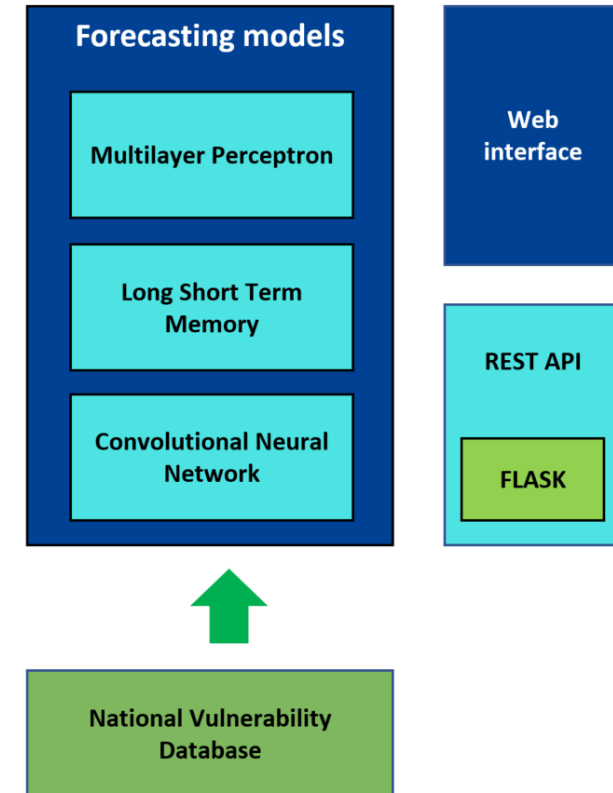 Forecasting models
Multilayer Perceptron
Long Short Term
Memory
Convolutional Neural
Network
National Vulnerability
Database
Web
interface
REST API
FLASK